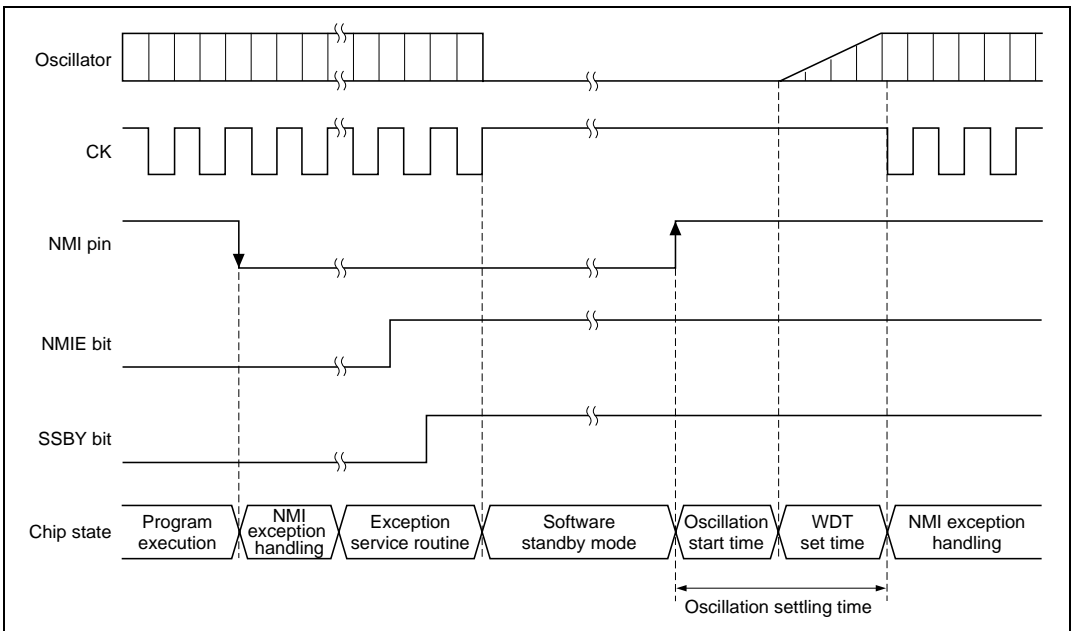 Oscillator
CK
NMI pin
NMIE bit
SSBY bit
Chip state
Program
execution
NMI
exception
handling
Exception
service routine
Software
standby mode
Oscillation
start time
WDT
set time
NMI exception
handling
Oscillation settling time